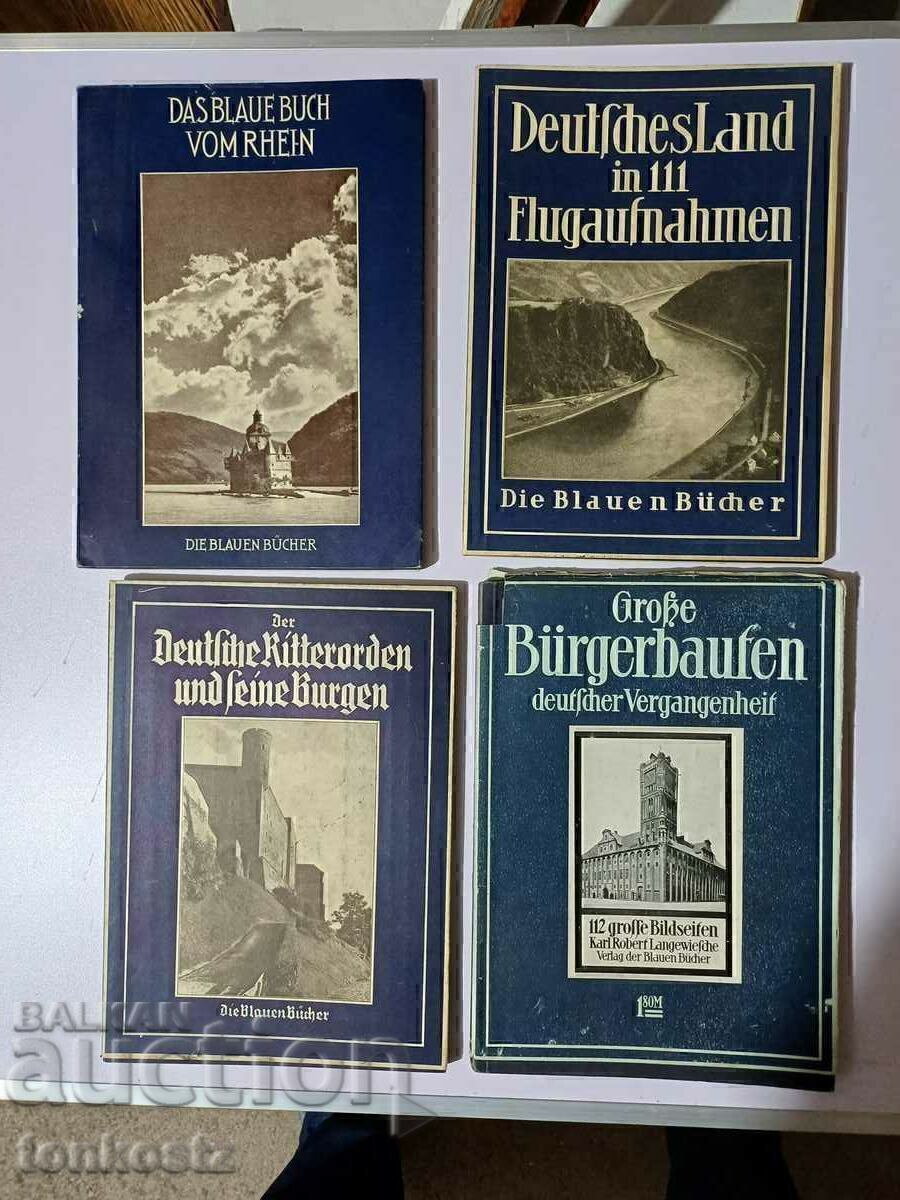 DAS BLAUE BUCH
VOM RHEIN
DIE BLAUEN BÜCHER
Deutsches Land
in 111
Flugaufnahmen
Die Blauen Bücher
Der
Deutsche Ritterorden
und seine Burgen
Die Blauen Bücher
Große
Bürgerbauten
deutscher Vergangenheit
112 grosse Bildseiten
Karl Robert Langewiesche
Verlag der Blauen Bücher
1.80M
BALKAN
auction
tonkostz